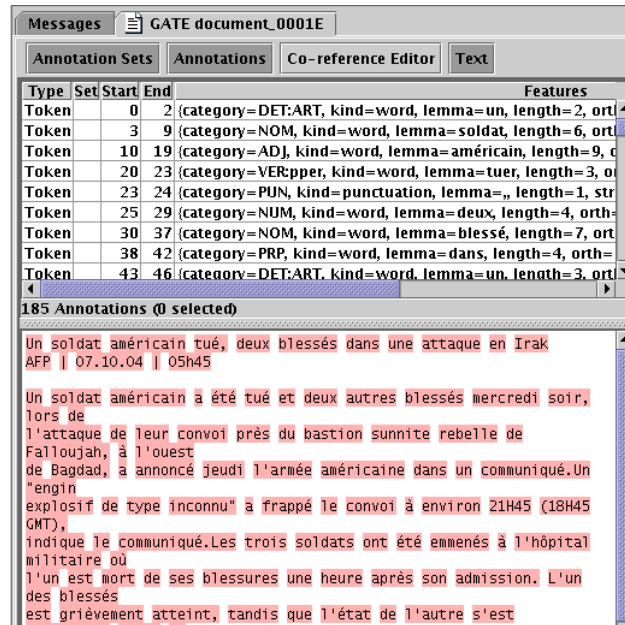 Messages GATE document_0001E
Annotation Sets Annotations Co-reference Editor Text
Type Set Start End Features
Token 0 2 {category=DET:ART, kind=word, lemma=un, length=2, ort
Token 3 9 {category=NOM, kind=word, lemma=soldat, length=6, ort
Token 10 19 {category=ADJ, kind=word, lemma=américain, length=9, o
Token 20 23 {category=VER:pper, kind=word, lemma=tuer, length=3, o
Token 23 24 {category=PUN, kind=punctuation, lemma=,, length=1, str
Token 25 29 {category=NUM, kind=word, lemma=deux, length=4, orth=
Token 30 37 {category=NOM, kind=word, lemma=blessé, length=7, ort
Token 38 42 {category=PRP, kind=word, lemma=dans, length=4, orth=
Token 43 46 {category=DET:ART, kind=word, lemma=un, length=3, ort
185 Annotations (0 selected)
Un soldat américain tué, deux blessés dans une attaque en Irak
AFP | 07.10.04 | 05h45
Un soldat américain a été tué et deux autres blessés mercredi soir,
lors de
l'attaque de leur convoi près du bastion sunnite rebelle de
Falloujah, à l'ouest
de Bagdad, a annoncé jeudi l'armée américaine dans un communiqué.Un
"engin
explosif de type inconnu" a frappé le convoi à environ 21H45 (18H45
GMT),
indique le communiqué.Les trois soldats ont été emmenés à l'hôpital
militaire où
l'un est mort de ses blessures une heure après son admission. L'un
des blessés
est grièvement atteint, tandis que l'état de l'autre s'est